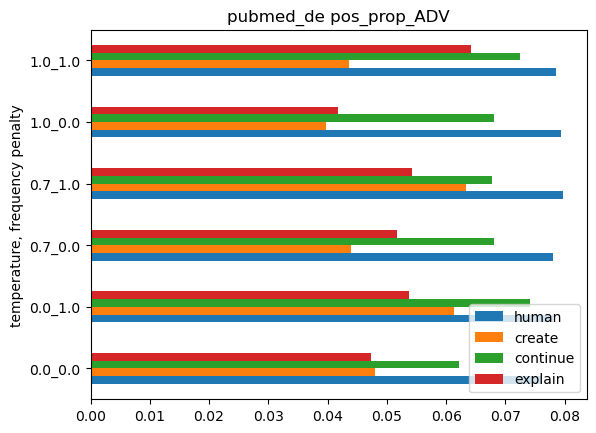 pubmed_de pos_prop_ADV
temperature, frequency penalty
1.0_1.0
1.0_0.0
0.7_1.0
0.7_0.0
0.0_1.0
0.0_0.0
human
create
continue
explain
0.00 0.01 0.02 0.03 0.04 0.05 0.06 0.07 0.08